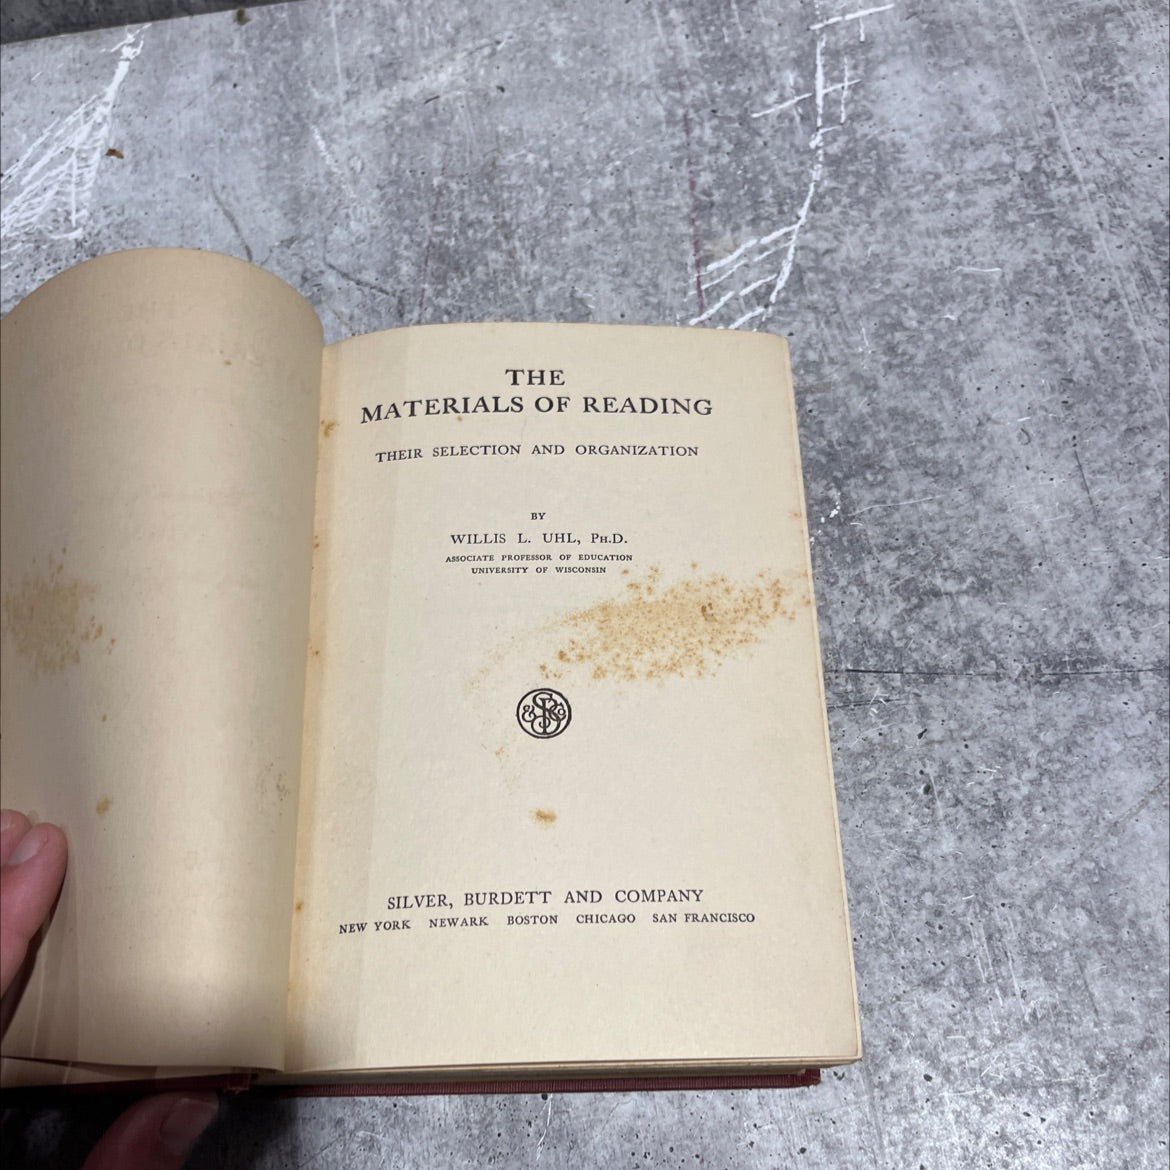 THE
MATERIALS OF READING
THEIR SELECTION AND ORGANIZATION
BY
WILLIS L. UHL, PH.D.
ASSOCIATE PROFESSOR OF EDUCATION
UNIVERSITY OF WISCONSIN
SILVER, BURDETT AND COMPANY
NEW YORK NEWARK BOSTON CHICAGO SAN FRANCISCO